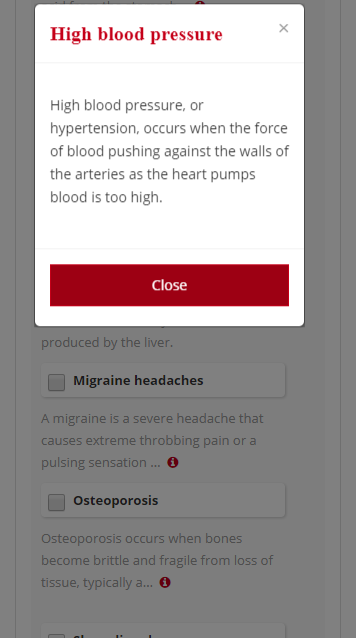 High blood pressure
×
High blood pressure, or
hypertension, occurs when the force
of blood pushing against the walls of
the arteries as the heart pumps
blood is too high.
Close
produced by the liver.
Migraine headaches
A migraine is a severe headache that
causes extreme throbbing pain or a
pulsing sensation ...
Osteoporosis
Osteoporosis occurs when bones
become brittle and fragile from loss of
tissue, typically a...